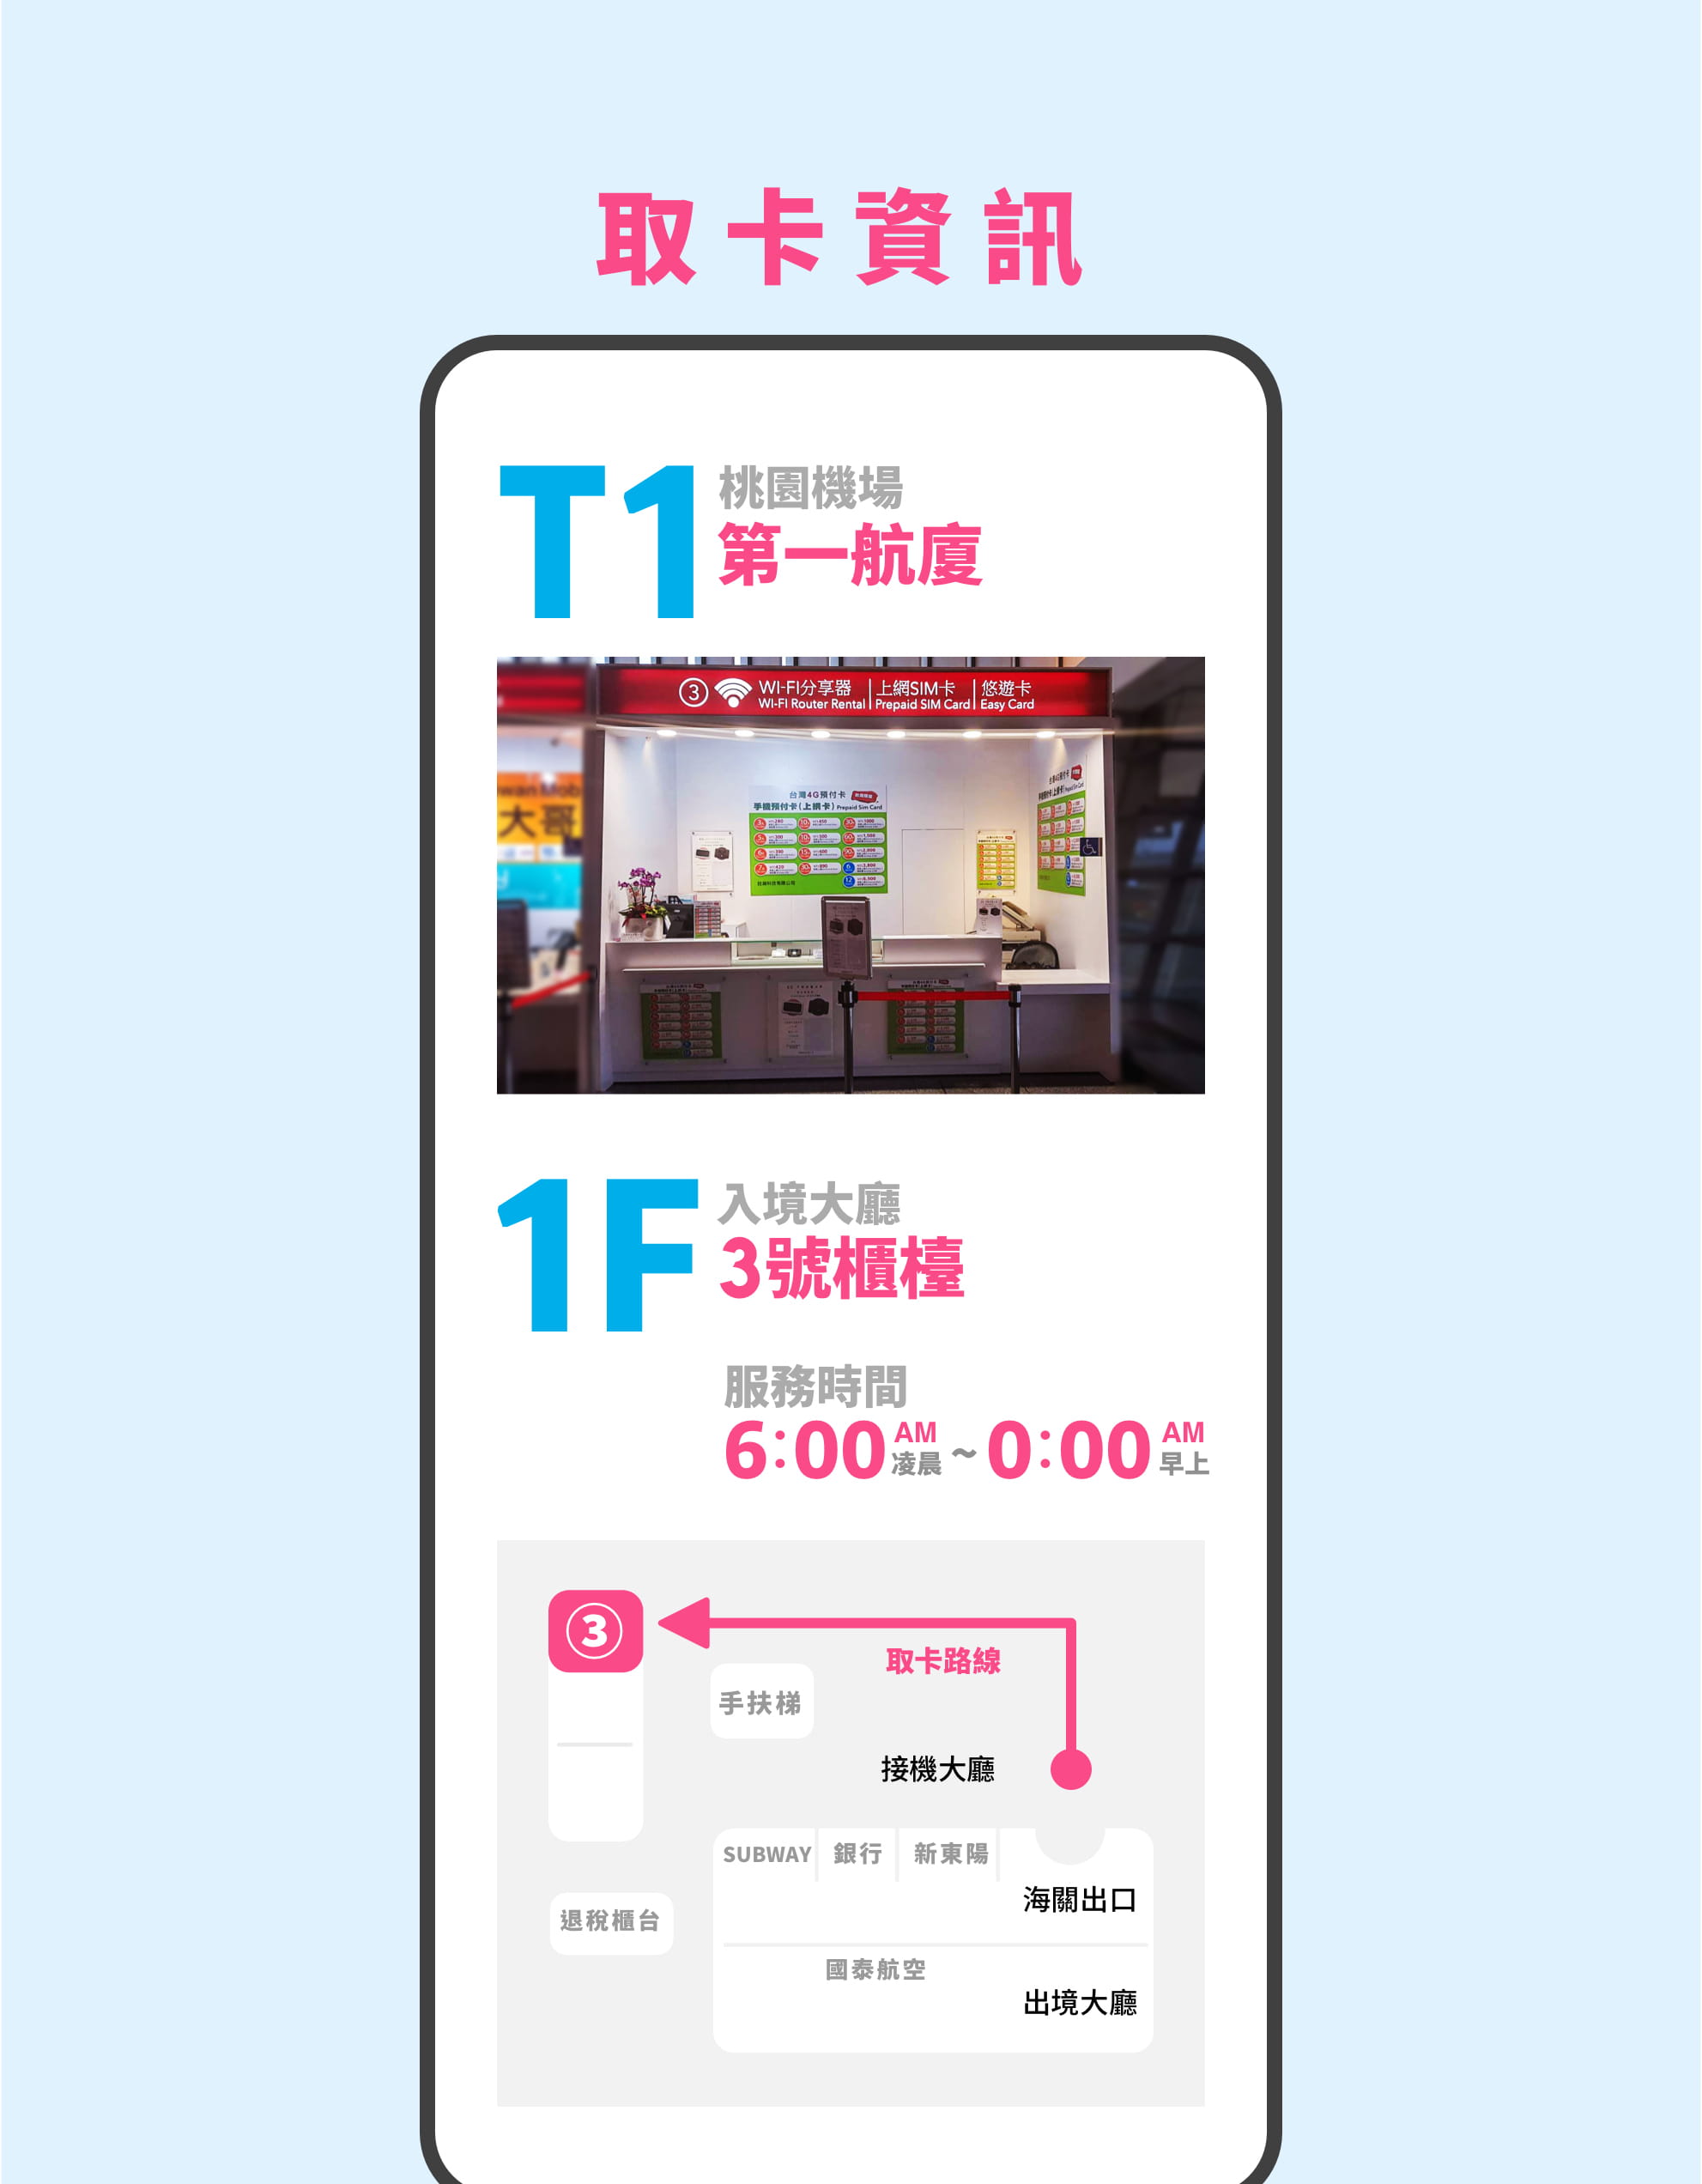 取卡資訊
T1
桃園機場
第一航廈
③ WI-FI分享器 上網SIM卡 悠遊卡
WI-FI Router Rental Prepaid SIM Card Easy Card
大哥
台灣4G預付卡
手機預付卡(上網卡) Prepaid Sim Card
1F
入境大廳
3號櫃檯
服務時間
6:00 AM 凌晨 ~ 0:00 AM 早上
③
取卡路線
手扶梯
接機大廳
SUBWAY 銀行 新東陽
海關出口
退稅櫃台
國泰航空
出境大廳